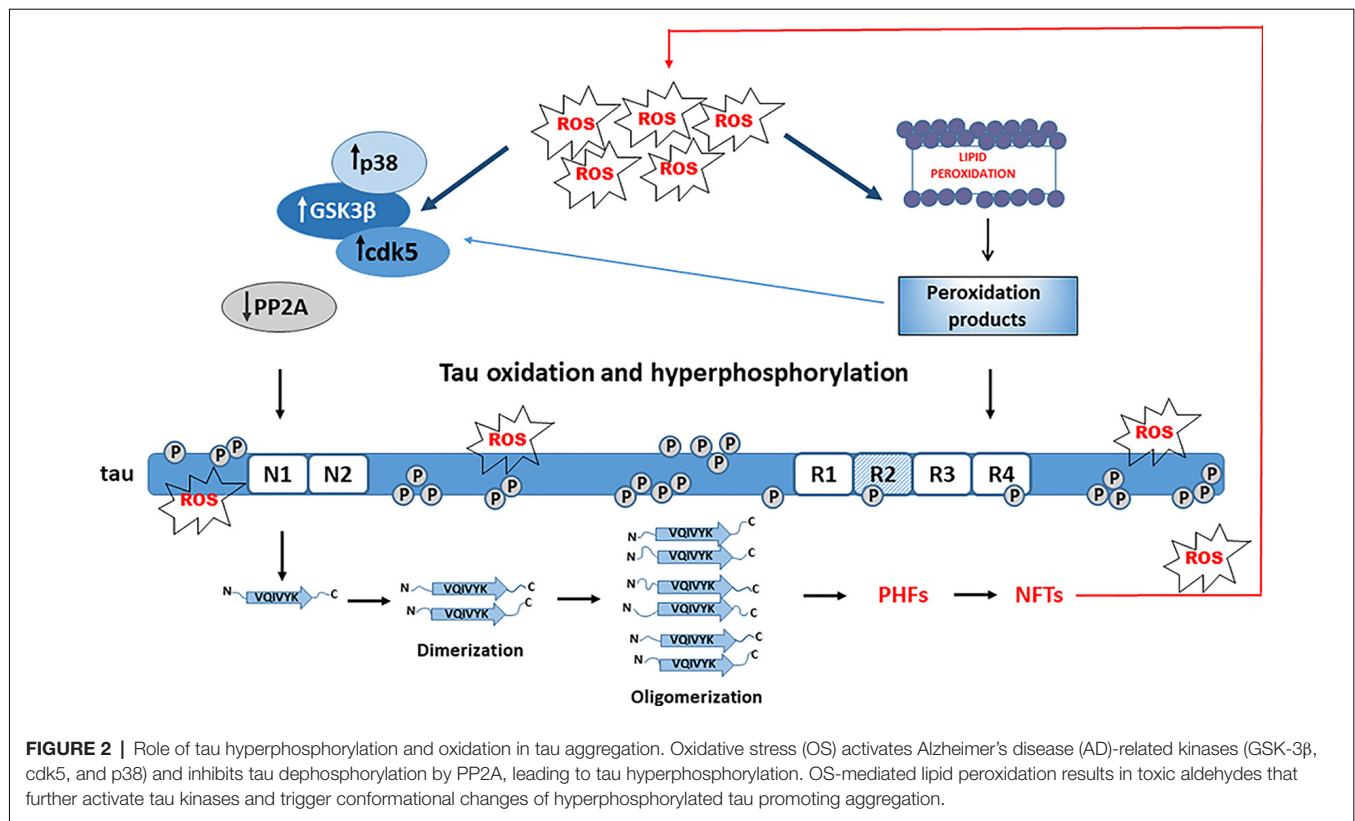 ROS
ROS
ROS
ROS
ROS
LIPID
PEROXIDATION
↑p38
↑GSK3β
↑cdk5
↓PP2A
Peroxidation
products
Tau oxidation and hyperphosphorylation
tau
P
P
P
ROS
N1
N2
P
P
P
ROS
P
P
P
P
P
P
P
P
P
P
P
R1
R2
R3
R4
P
P
ROS
P
P
P
P
P
P
P
ROS
N
VQIVYK
C
N
VQIVYK
C
N
VQIVYK
C
Dimerization
N
VQIVYK
C
N
VQIVYK
C
N
VQIVYK
C
N
VQIVYK
C
N
VQIVYK
C
N
VQIVYK
C
Oligomerization
PHFs
NFTs
FIGURE 2 | Role of tau hyperphosphorylation and oxidation in tau aggregation. Oxidative stress (OS) activates Alzheimer's disease (AD)-related kinases (GSK-3β,
cdk5, and p38) and inhibits tau dephosphorylation by PP2A, leading to tau hyperphosphorylation. OS-mediated lipid peroxidation results in toxic aldehydes that
further activate tau kinases and trigger conformational changes of hyperphosphorylated tau promoting aggregation.